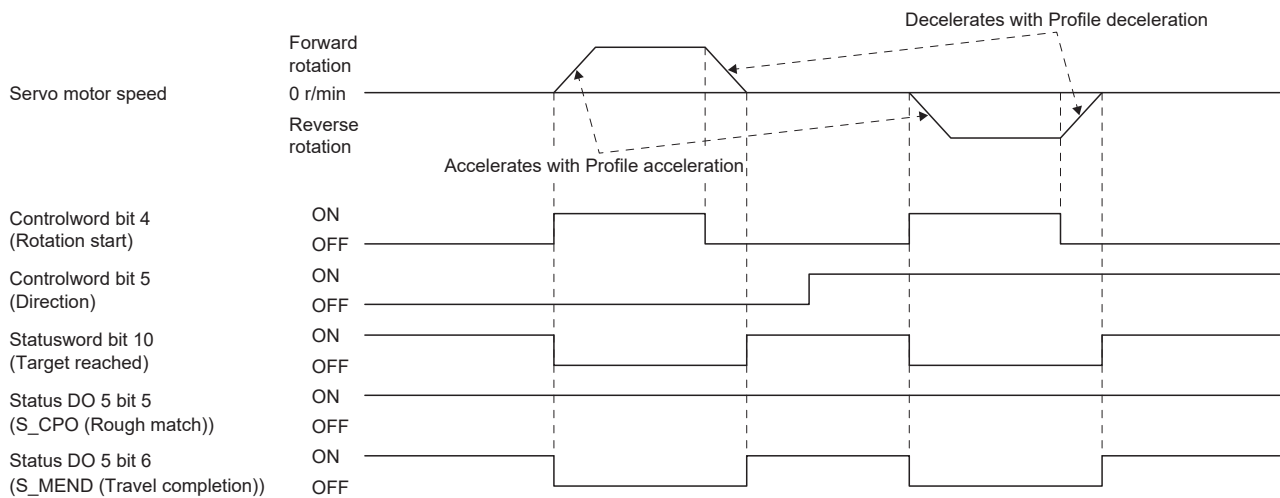 Decelerates with Profile deceleration
Forward
rotation
Servo motor speed
0 r/min
Reverse
rotation
Accelerates with Profile acceleration
Controlword bit 4
(Rotation start)
ON
OFF
Controlword bit 5
(Direction)
ON
OFF
Statusword bit 10
(Target reached)
ON
OFF
Status DO 5 bit 5
(S_CPO (Rough match))
ON
OFF
Status DO 5 bit 6
(S_MEND (Travel completion))
ON
OFF